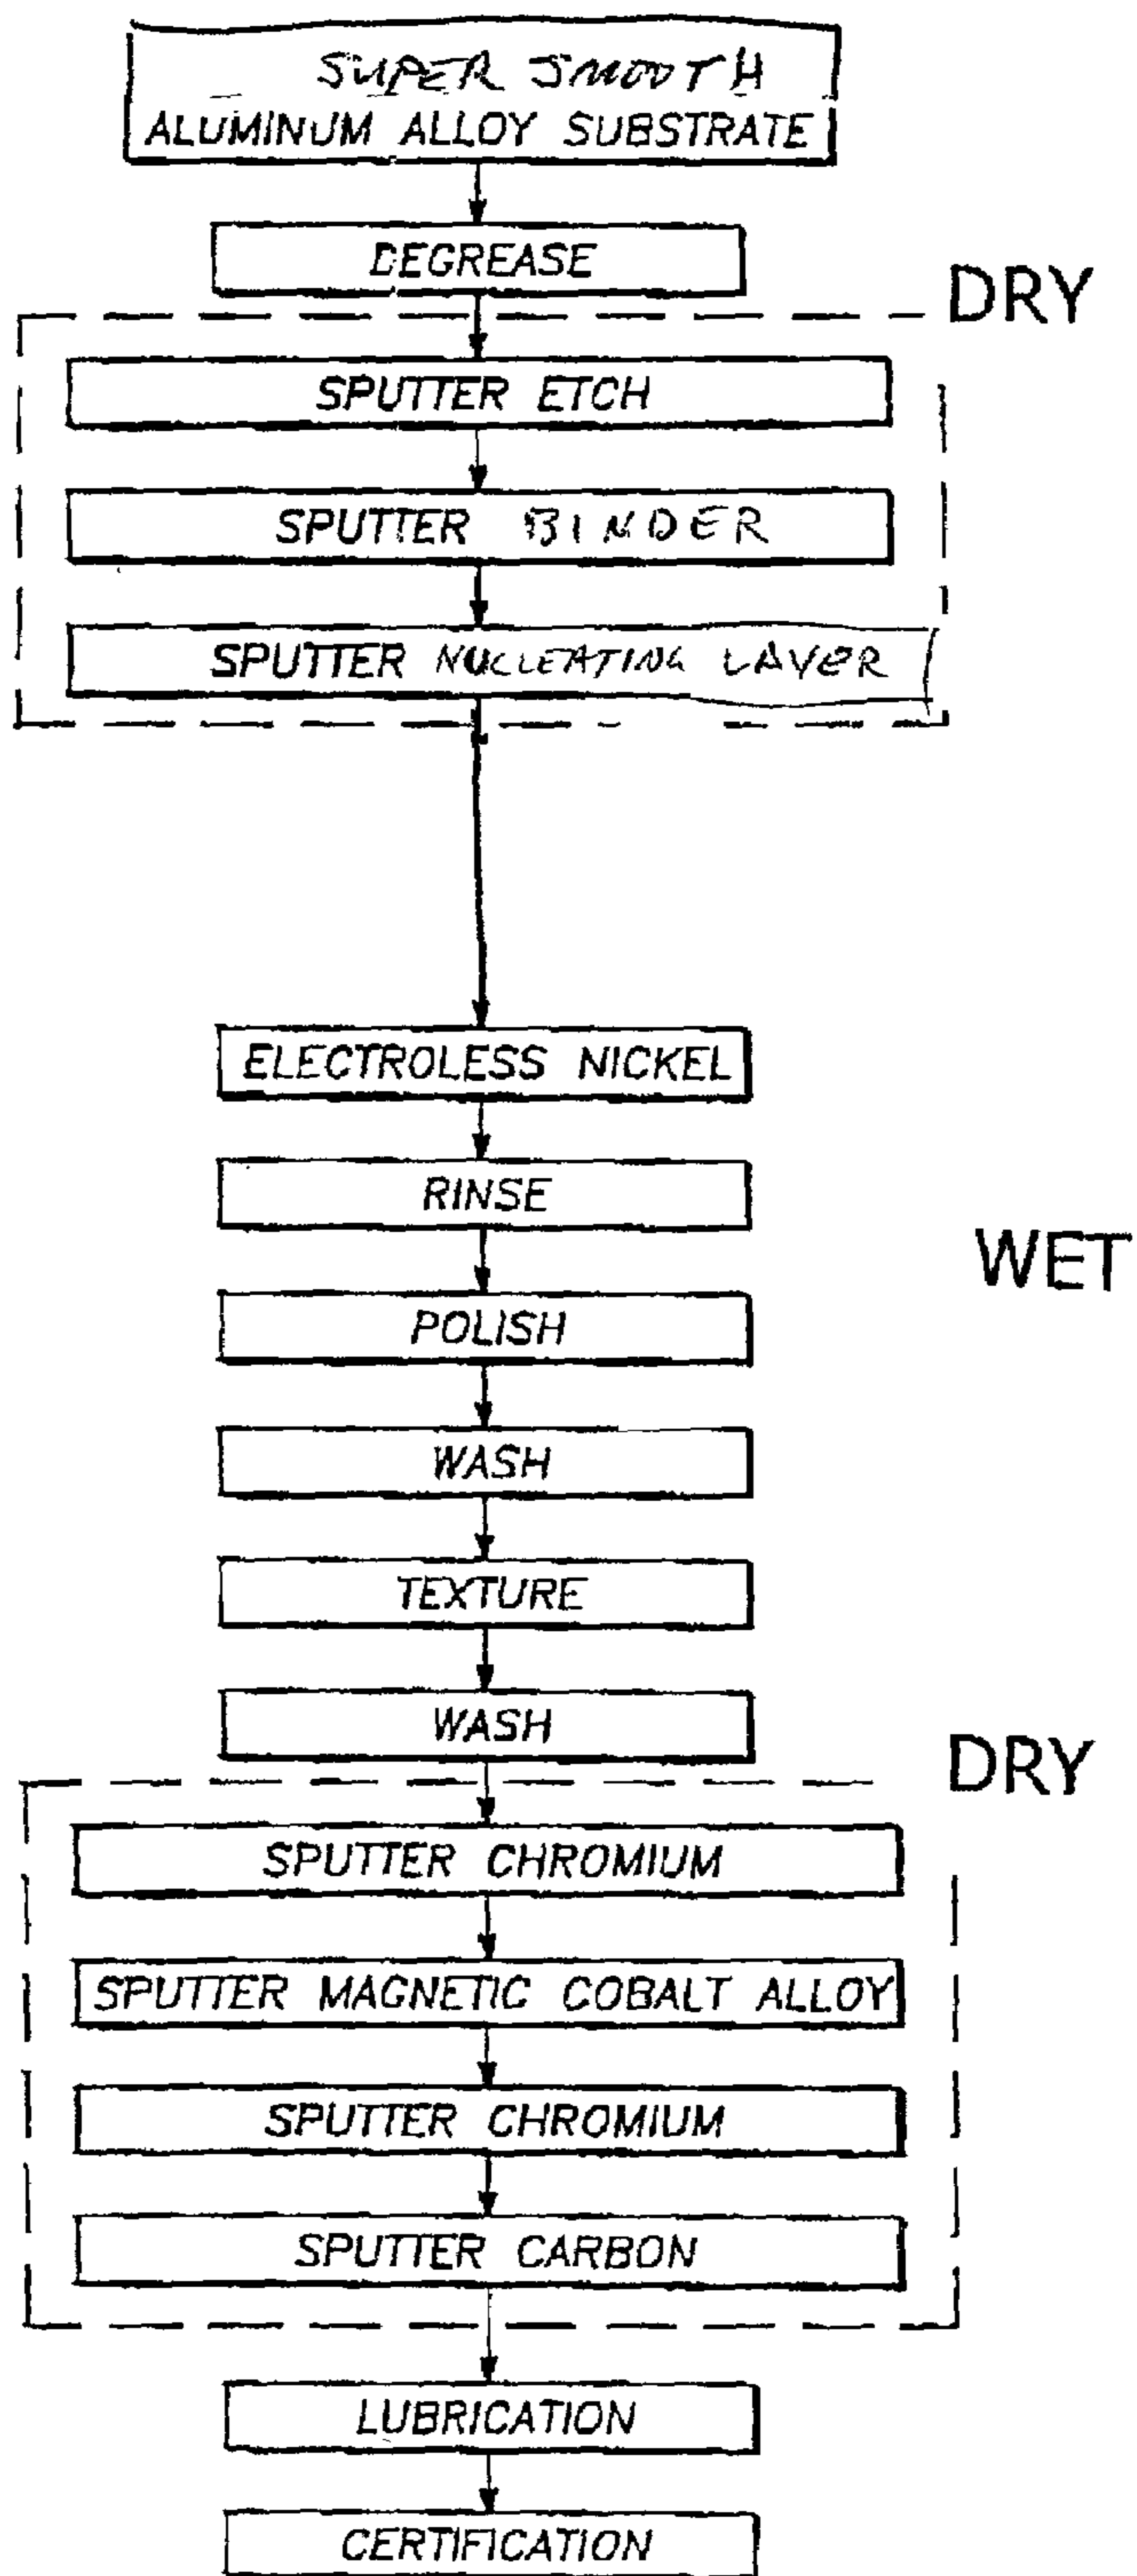 SUPER SMOOTH
ALUMINUM ALLOY SUBSTRATE
DEGREASE
DRY
SPUTTER ETCH
SPUTTER BINDER
SPUTTER NUCLEATING LAYER
ELECTROLESS NICKEL
RINSE
WET
POLISH
WASH
TEXTURE
WASH
DRY
SPUTTER CHROMIUM
SPUTTER MAGNETIC COBALT ALLOY
SPUTTER CHROMIUM
SPUTTER CARBON
LUBRICATION
CERTIFICATION